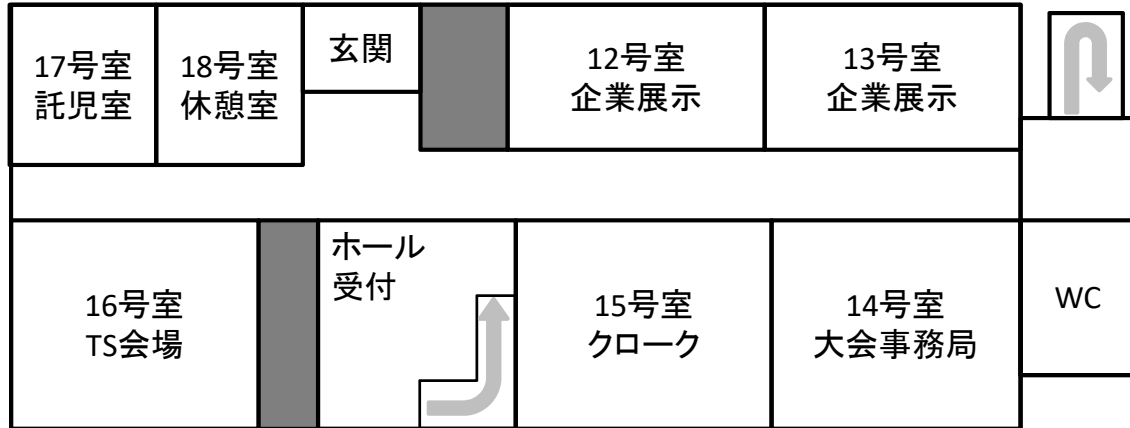 17号室
託児室
18号室
休憩室
玄関
12号室
企業展示
13号室
企業展示
16号室
TS会場
ホール
受付
15号室
クローク
14号室
大会事務局
WC